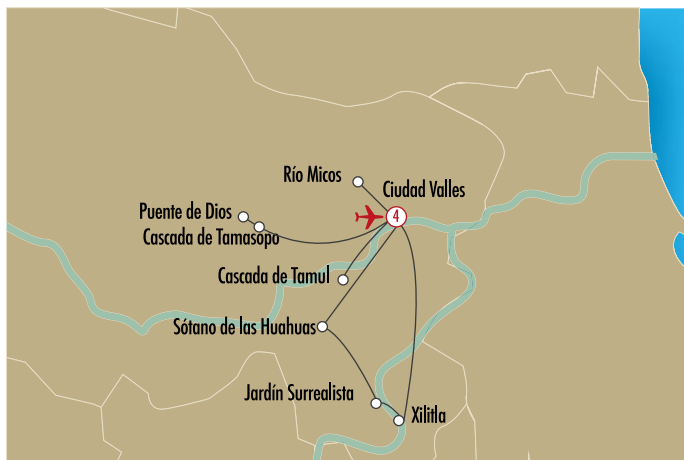 Río Micos
Ciudad Valles
Puente de Dios
4
Cascada de Tamasopo
Cascada de Tamul
Sótano de las Huahuas
Jardín Surrealista
Xilitla